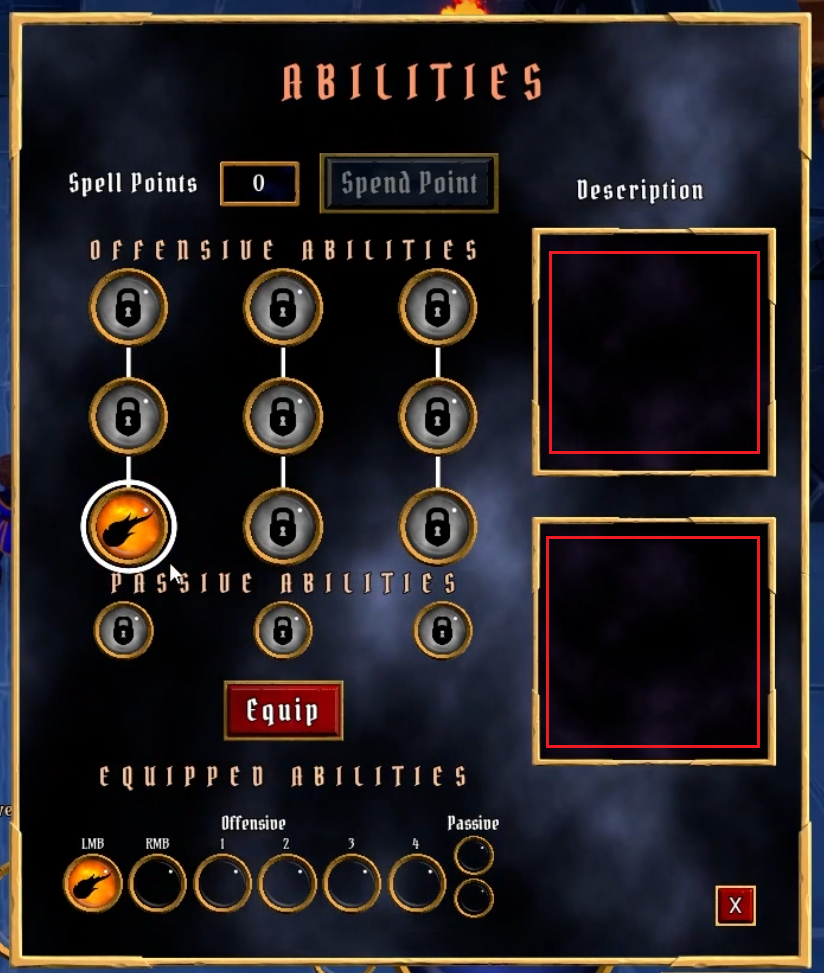 ABILITIES
Spell Points 0 Spend Point
Description
OFFENSIVE ABILITIES
PASSIVE ABILITIES
Equip
EQUIPPED ABILITIES
Offensive Passive
LMB RMB 1 2 3 4
X